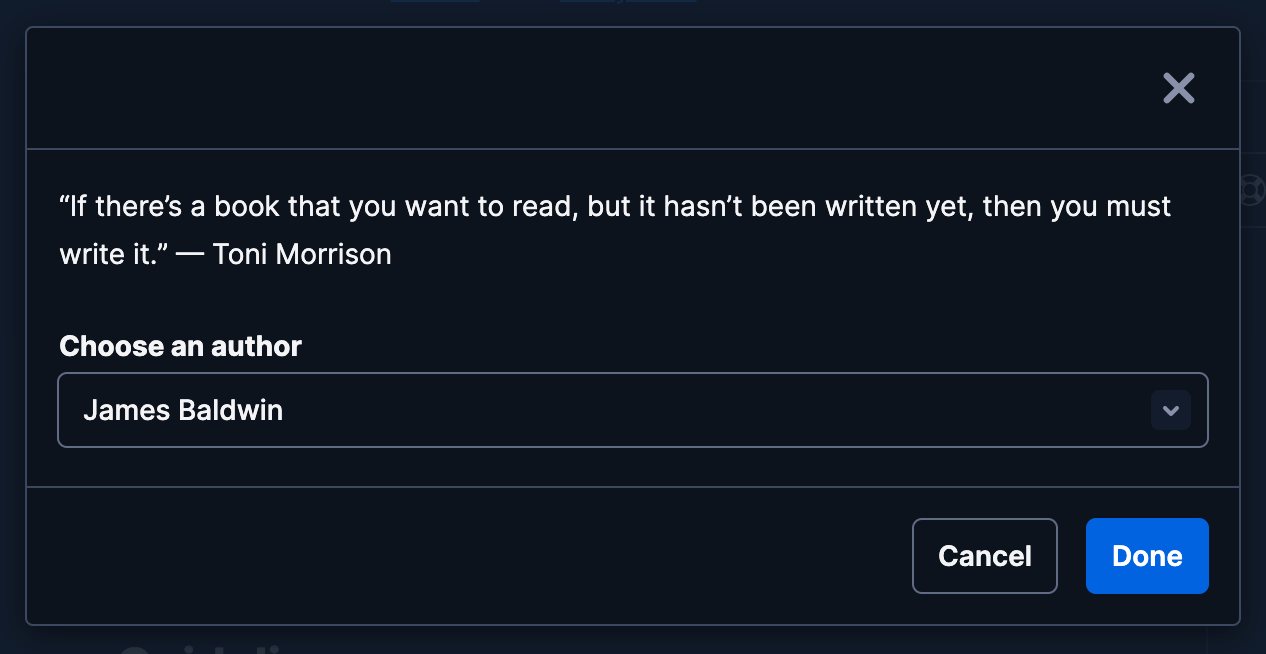 “If there’s a book that you want to read, but it hasn’t been written yet, then you must
write it.” — Toni Morrison
Choose an author
James Baldwin
Cancel
Done